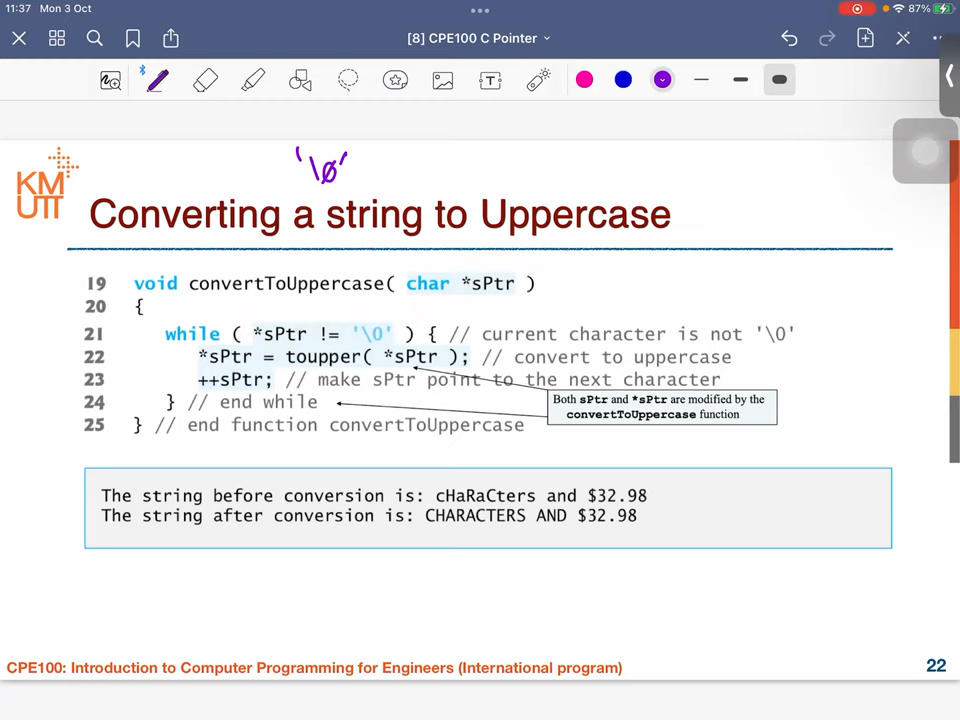 11:37 Mon 3 Oct 87%
[8] CPE100 C Pointer
T
'\0'
KM
UTT
Converting a string to Uppercase
19 void convertToUppercase( char *sPtr )
20 {
21 while ( *sPtr != '\0' ) { // current character is not '\0'
22 *sPtr = toupper( *sPtr ); // convert to uppercase
23 ++sPtr; // make sPtr point to the next character
24 } // end while
25 } // end function convertToUppercase
Both sPtr and *sPtr are modified by the
convertToUppercase function
The string before conversion is: cHaRaCters and $32.98
The string after conversion is: CHARACTERS AND $32.98
CPE100: Introduction to Computer Programming for Engineers (International program) 22